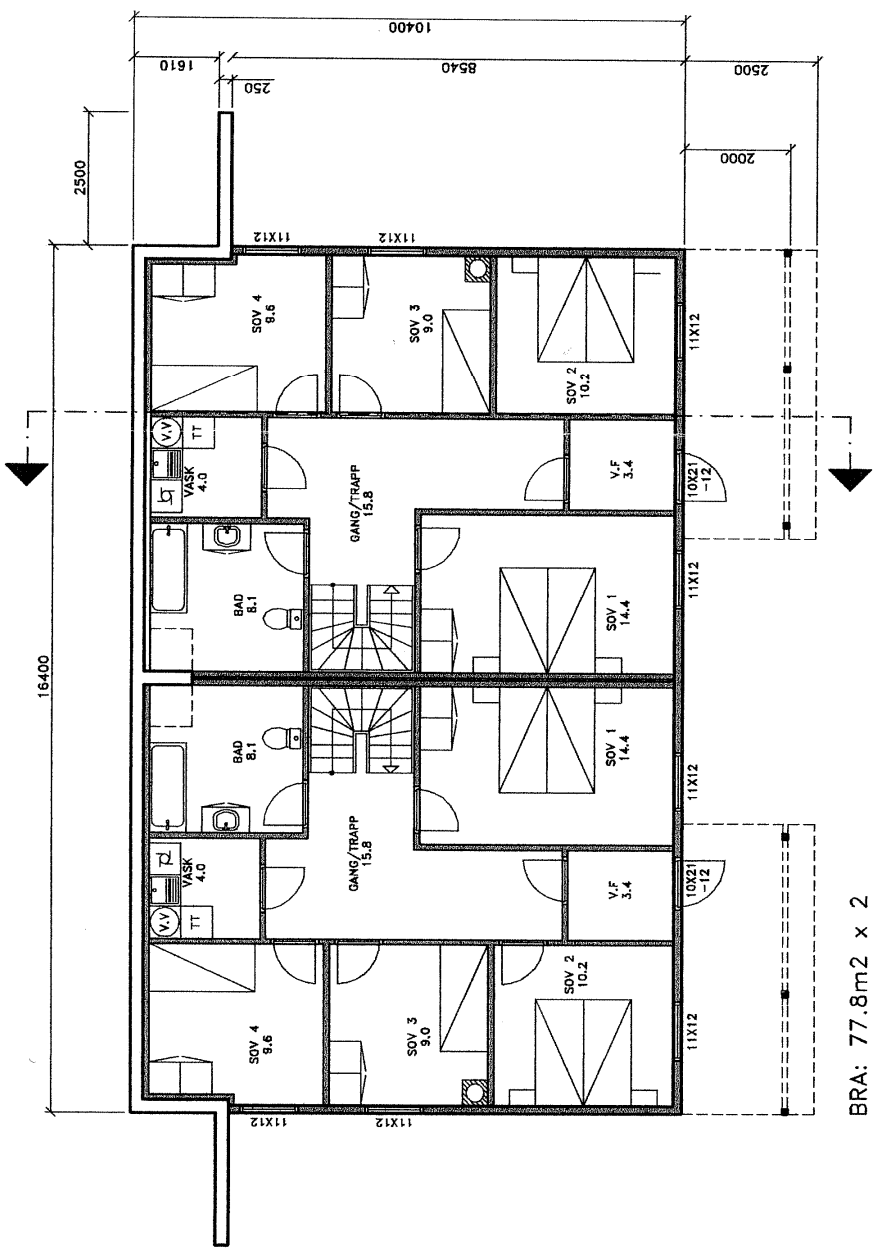 10400
1610
8540
2500
250
2500
2000
16400
11X12
11X12
SOV 4
9.6
SOV 3
9.0
SOV 2
10.2
11X12
V.V
TT
VASK
4.0
GANG/TRAPP
15.8
V.F
3.4
10X21
-12
BAD
8.1
SOV 1
14.4
11X12
BAD
8.1
SOV 1
14.4
11X12
VASK
4.0
V.V
TT
GANG/TRAPP
15.8
V.F
3.4
10X21
-12
SOV 4
9.6
SOV 3
9.0
SOV 2
10.2
11X12
11X12
11X12
BRA: 77.8m2 x 2